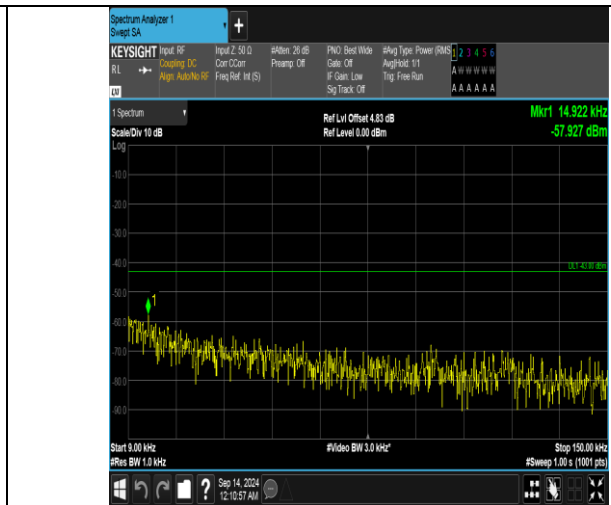 Spectrum Analyzer 1
Swept SA
+
KEYSIGHT Input: RF Input Z: 50 Ω #Atten: 26 dB PNO: Best Wide #Avg Type: Power (RMS 1 2 3 4 5 6
RL Coupling: DC Corr CCorr Preamp: Off Gate: Off Avg|Hold: 1/1 A W W W W W
Align: Auto/No RF Freq Ref: Int (S) IF Gain: Low Trig: Free Run
LXI Sig Track: Off A A A A A A
1 Spectrum Ref Lvl Offset 4.83 dB Mkr1 14.922 kHz
Scale/Div 10 dB Ref Level 0.00 dBm -57.927 dBm
Log
-10.0
-20.0
-30.0
-40.0
DL1 -43.00 dBm
-50.0
1
-60.0
-70.0
-80.0
-90.0
Start 9.00 kHz #Video BW 3.0 kHz* Stop 150.00 kHz
#Res BW 1.0 kHz #Sweep 1.00 s (1001 pts)
? Sep 14, 2024
12:10:57 AM